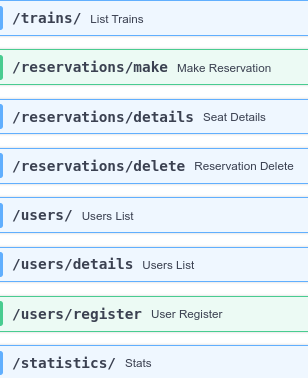 /trains/ List Trains
/reservations/make Make Reservation
/reservations/details Seat Details
/reservations/delete Reservation Delete
/users/ Users List
/users/details Users List
/users/register User Register
/statistics/ Stats